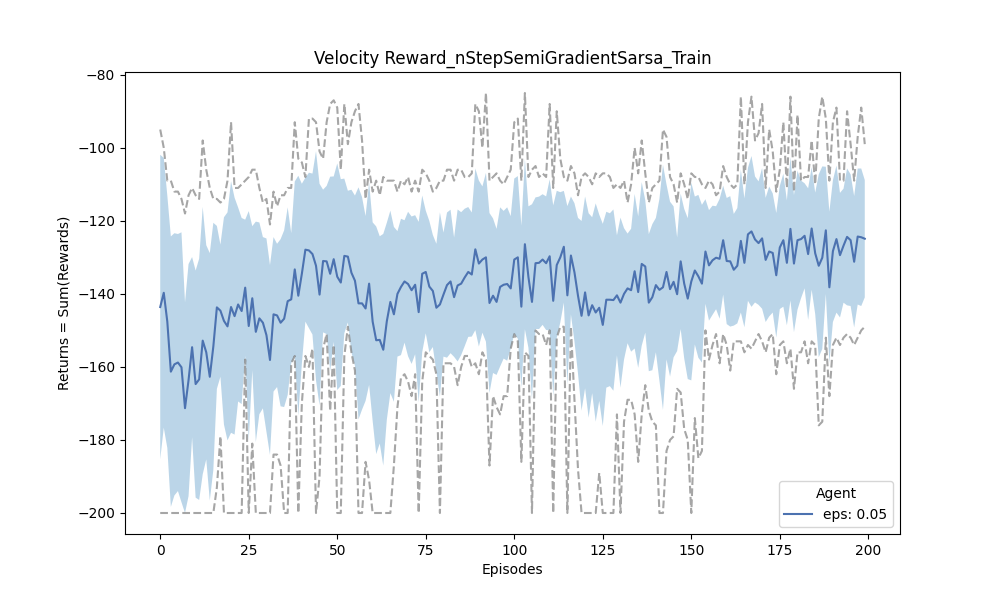 Velocity Reward_nStepSemiGradientSarsa_Train
Returns = Sum(Rewards)
−80
−100
−120
−140
−160
−180
−200
0 25 50 75 100 125 150 175 200
Episodes
Agent
eps: 0.05